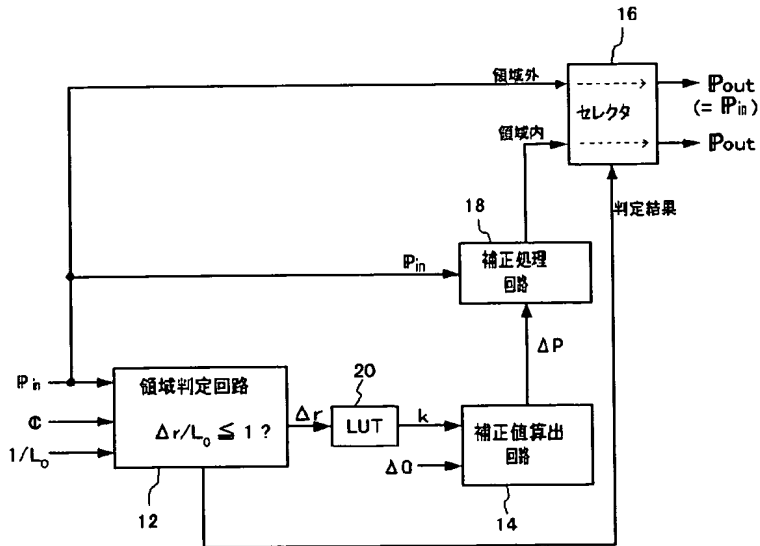 16
領域外
セレクタ
ℙout
(= ℙin)
領域内
ℙout
判定結果
18
補正処理
回路
ℙin
ΔP
ℙin
ℂ
1/L₀
領域判定回路
Δr/L₀ ≦ 1 ?
12
Δr
20
LUT
k
ΔQ
補正値算出
回路
14